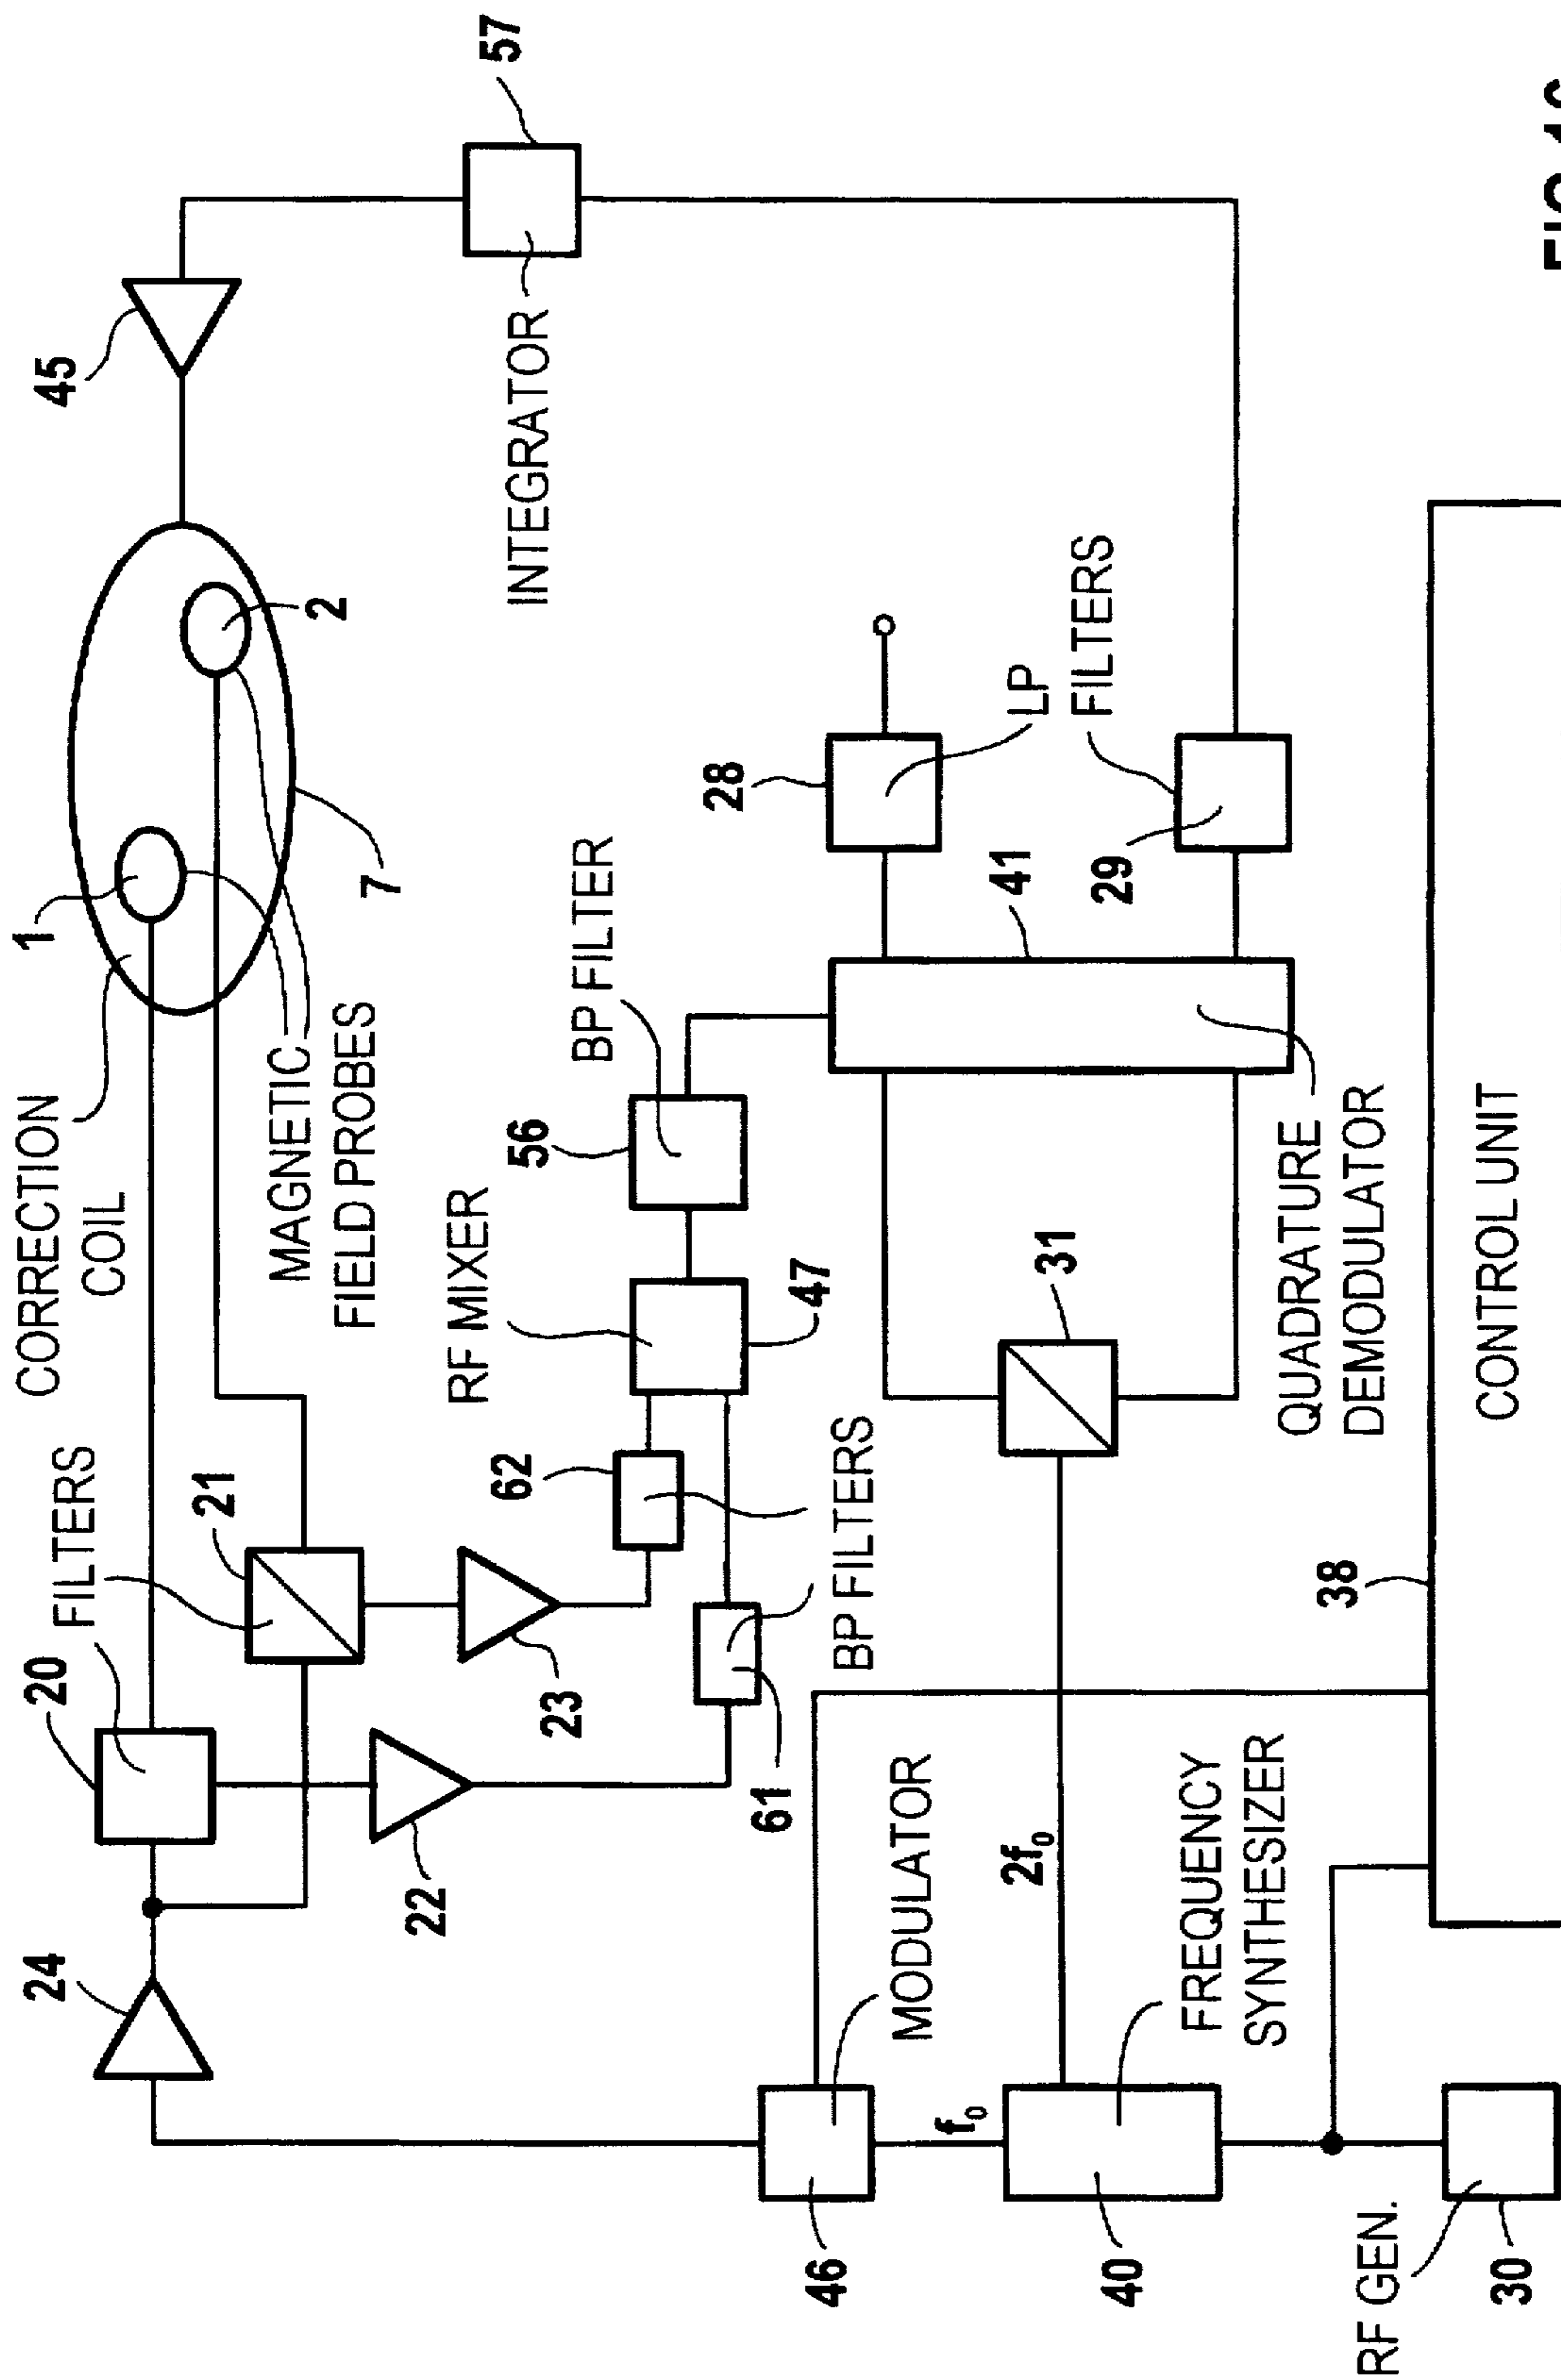 CORRECTION
COIL
1
45
57
7
2
MAGNETIC
FIELD PROBES
INTEGRATOR
24
20
FILTERS
21
22
23
62
61
BP FILTERS
RF MIXER
47
56
BP FILTER
28
LP
FILTERS
29
41
31
QUADRATURE
DEMODULATOR
MODULATOR
46
f₀
2f₀
FREQUENCY
SYNTHESIZER
40
RF GEN.
30
38
CONTROL UNIT